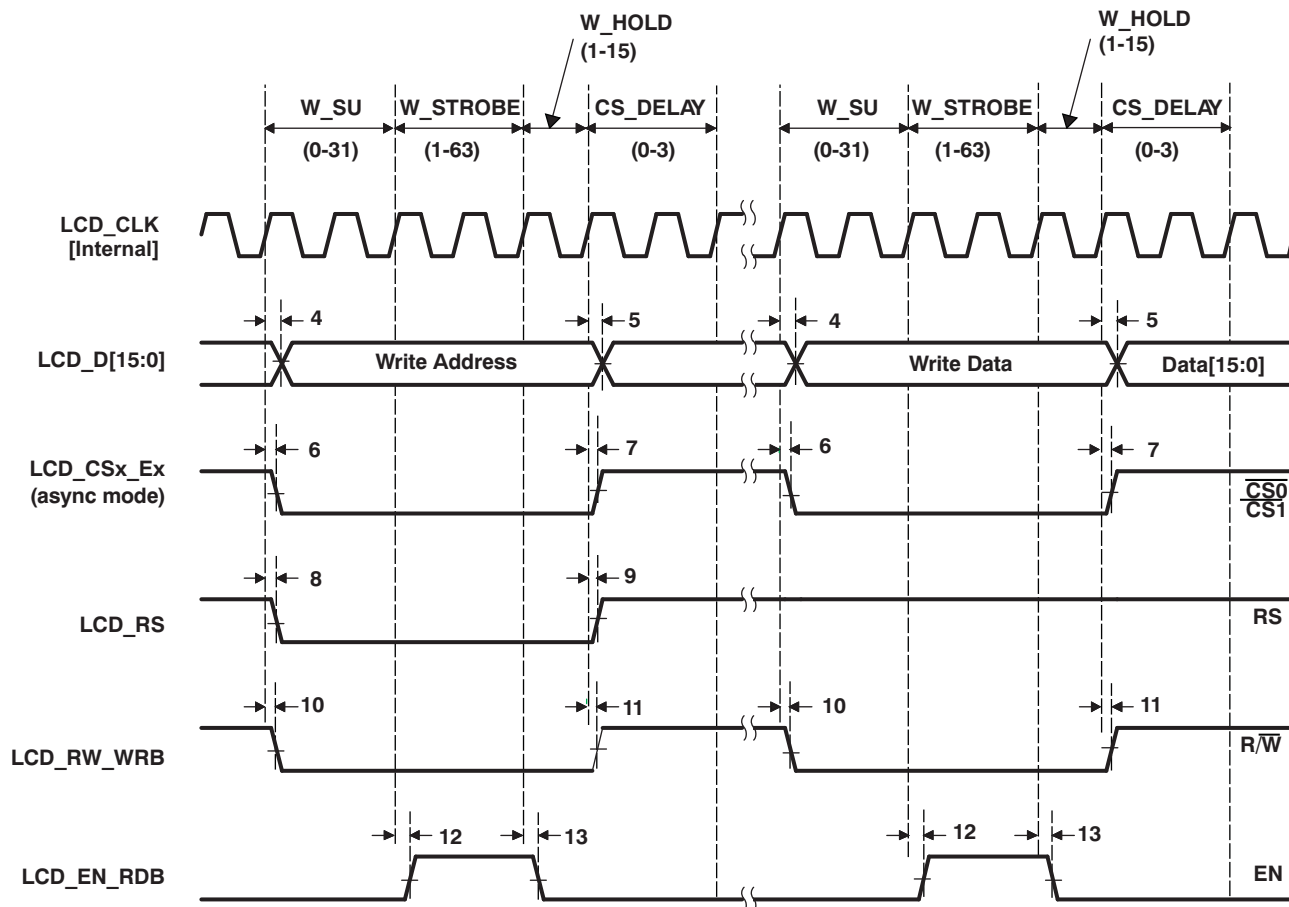 W_HOLD
(1-15)
W_HOLD
(1-15)
W_SU
W_STROBE
CS_DELAY
W_SU
W_STROBE
CS_DELAY
(0-31)
(1-63)
(0-3)
(0-31)
(1-63)
(0-3)
LCD_CLK
[Internal]
4
5
4
5
LCD_D[15:0]
Write Address
Write Data
Data[15:0]
6
7
6
7
LCD_CSx_Ex
(async mode)
CS0
CS1
8
9
LCD_RS
RS
10
11
10
11
LCD_RW_WRB
R/W
12
13
12
13
LCD_EN_RDB
EN